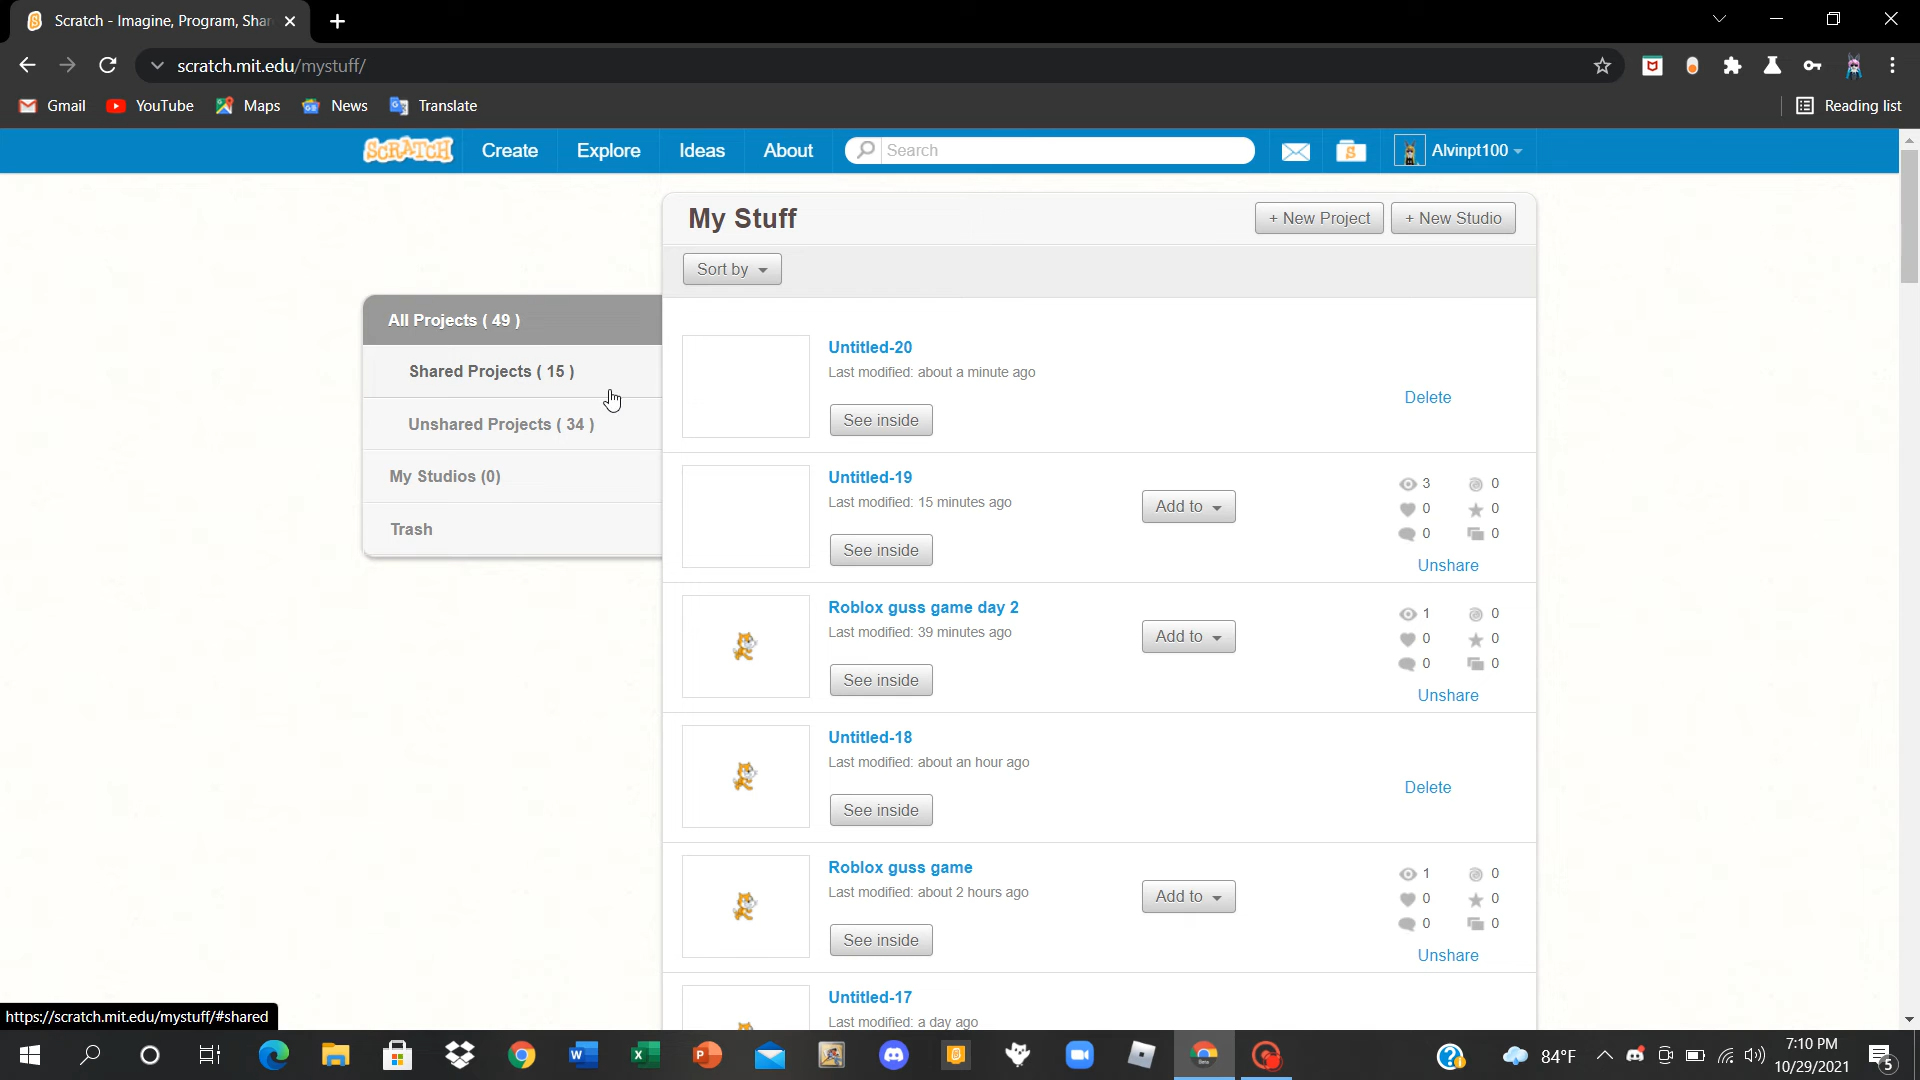 Scratch - Imagine, Program, Shar
scratch.mit.edu/mystuff/
Gmail YouTube Maps News Translate Reading list
SCRATCH Create Explore Ideas About Search Alvinpt100
My Stuff + New Project + New Studio
Sort by
All Projects ( 49 )
Shared Projects ( 15 )
Unshared Projects ( 34 )
My Studios (0)
Trash
Untitled-20
Last modified: about a minute ago
See inside
Delete
Untitled-19
Last modified: 15 minutes ago
See inside
Add to
3 0
0 0
0 0
Unshare
Roblox guss game day 2
Last modified: 39 minutes ago
See inside
Add to
1 0
0 0
0 0
Unshare
Untitled-18
Last modified: about an hour ago
See inside
Delete
Roblox guss game
Last modified: about 2 hours ago
See inside
Add to
1 0
0 0
0 0
Unshare
Untitled-17
Last modified: a day ago
https://scratch.mit.edu/mystuff/#shared
84°F
7:10 PM
10/29/2021
5